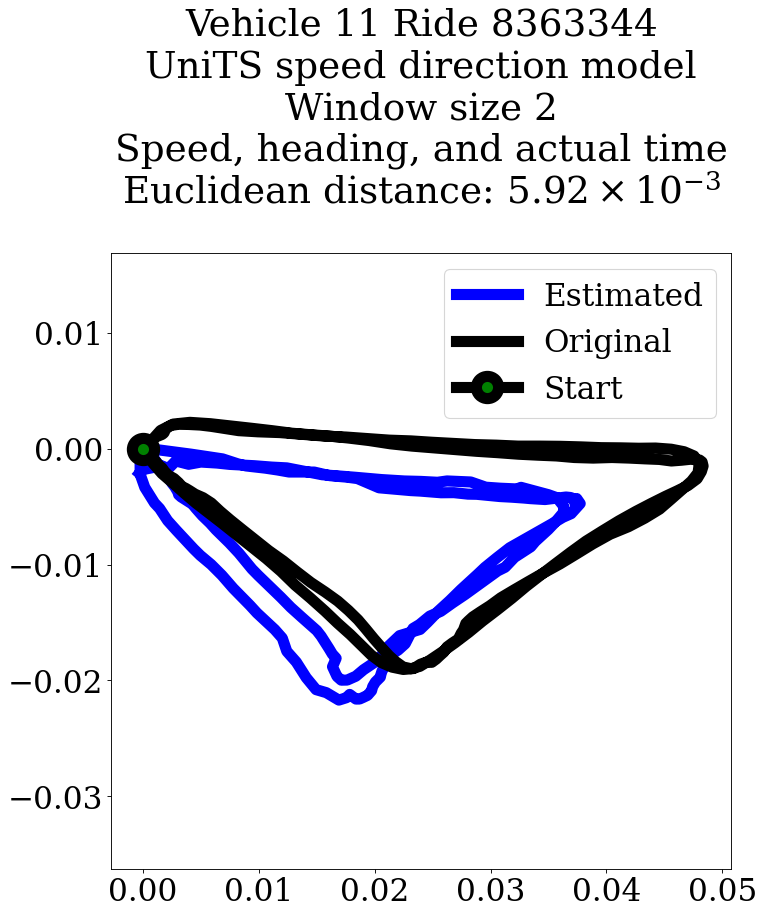 Vehicle 11 Ride 8363344
UniTS speed direction model
Window size 2
Speed, heading, and actual time
Euclidean distance: 5.92 × 10⁻³
Estimated
Original
Start
0.01
0.00
−0.01
−0.02
−0.03
0.00 0.01 0.02 0.03 0.04 0.05